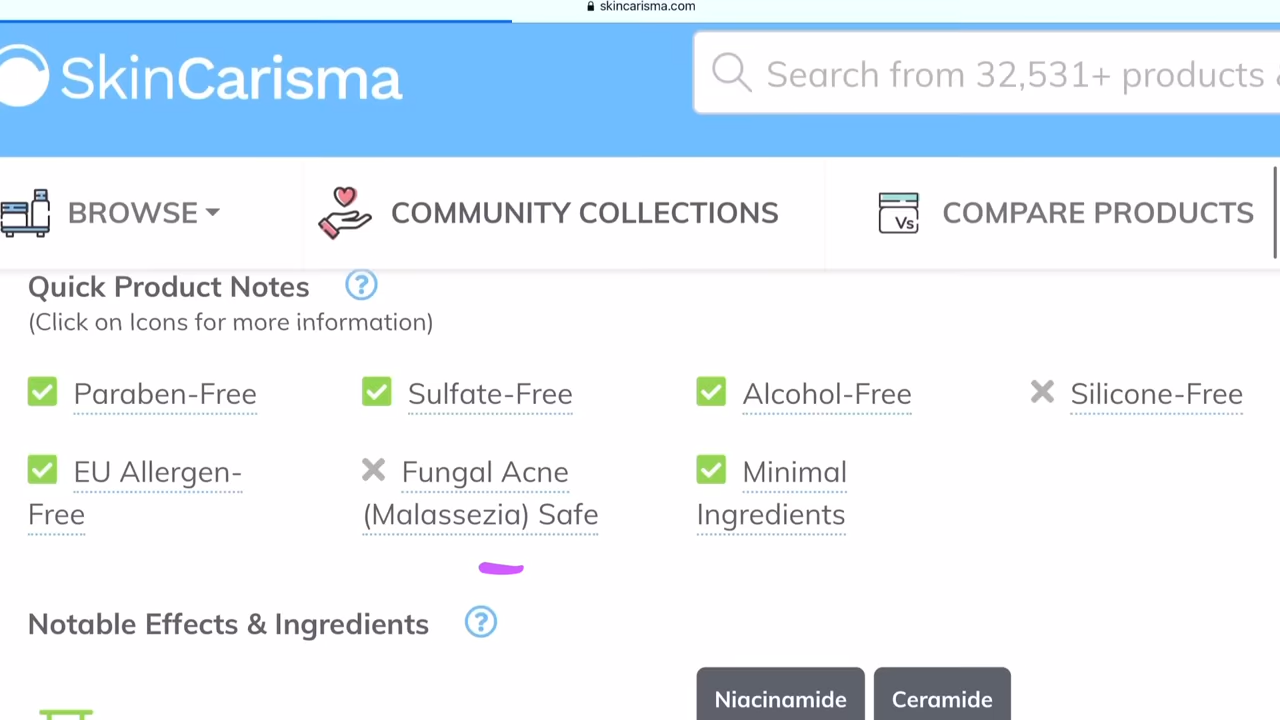 skincarisma.com
SkinCarisma
Search from 32,531+ products &
BROWSE
COMMUNITY COLLECTIONS
Vs
COMPARE PRODUCTS
Quick Product Notes ?
(Click on Icons for more information)
Paraben-Free Sulfate-Free Alcohol-Free Silicone-Free
EU Allergen-
Free
Fungal Acne
(Malassezia) Safe
Minimal
Ingredients
Notable Effects & Ingredients ?
Niacinamide Ceramide